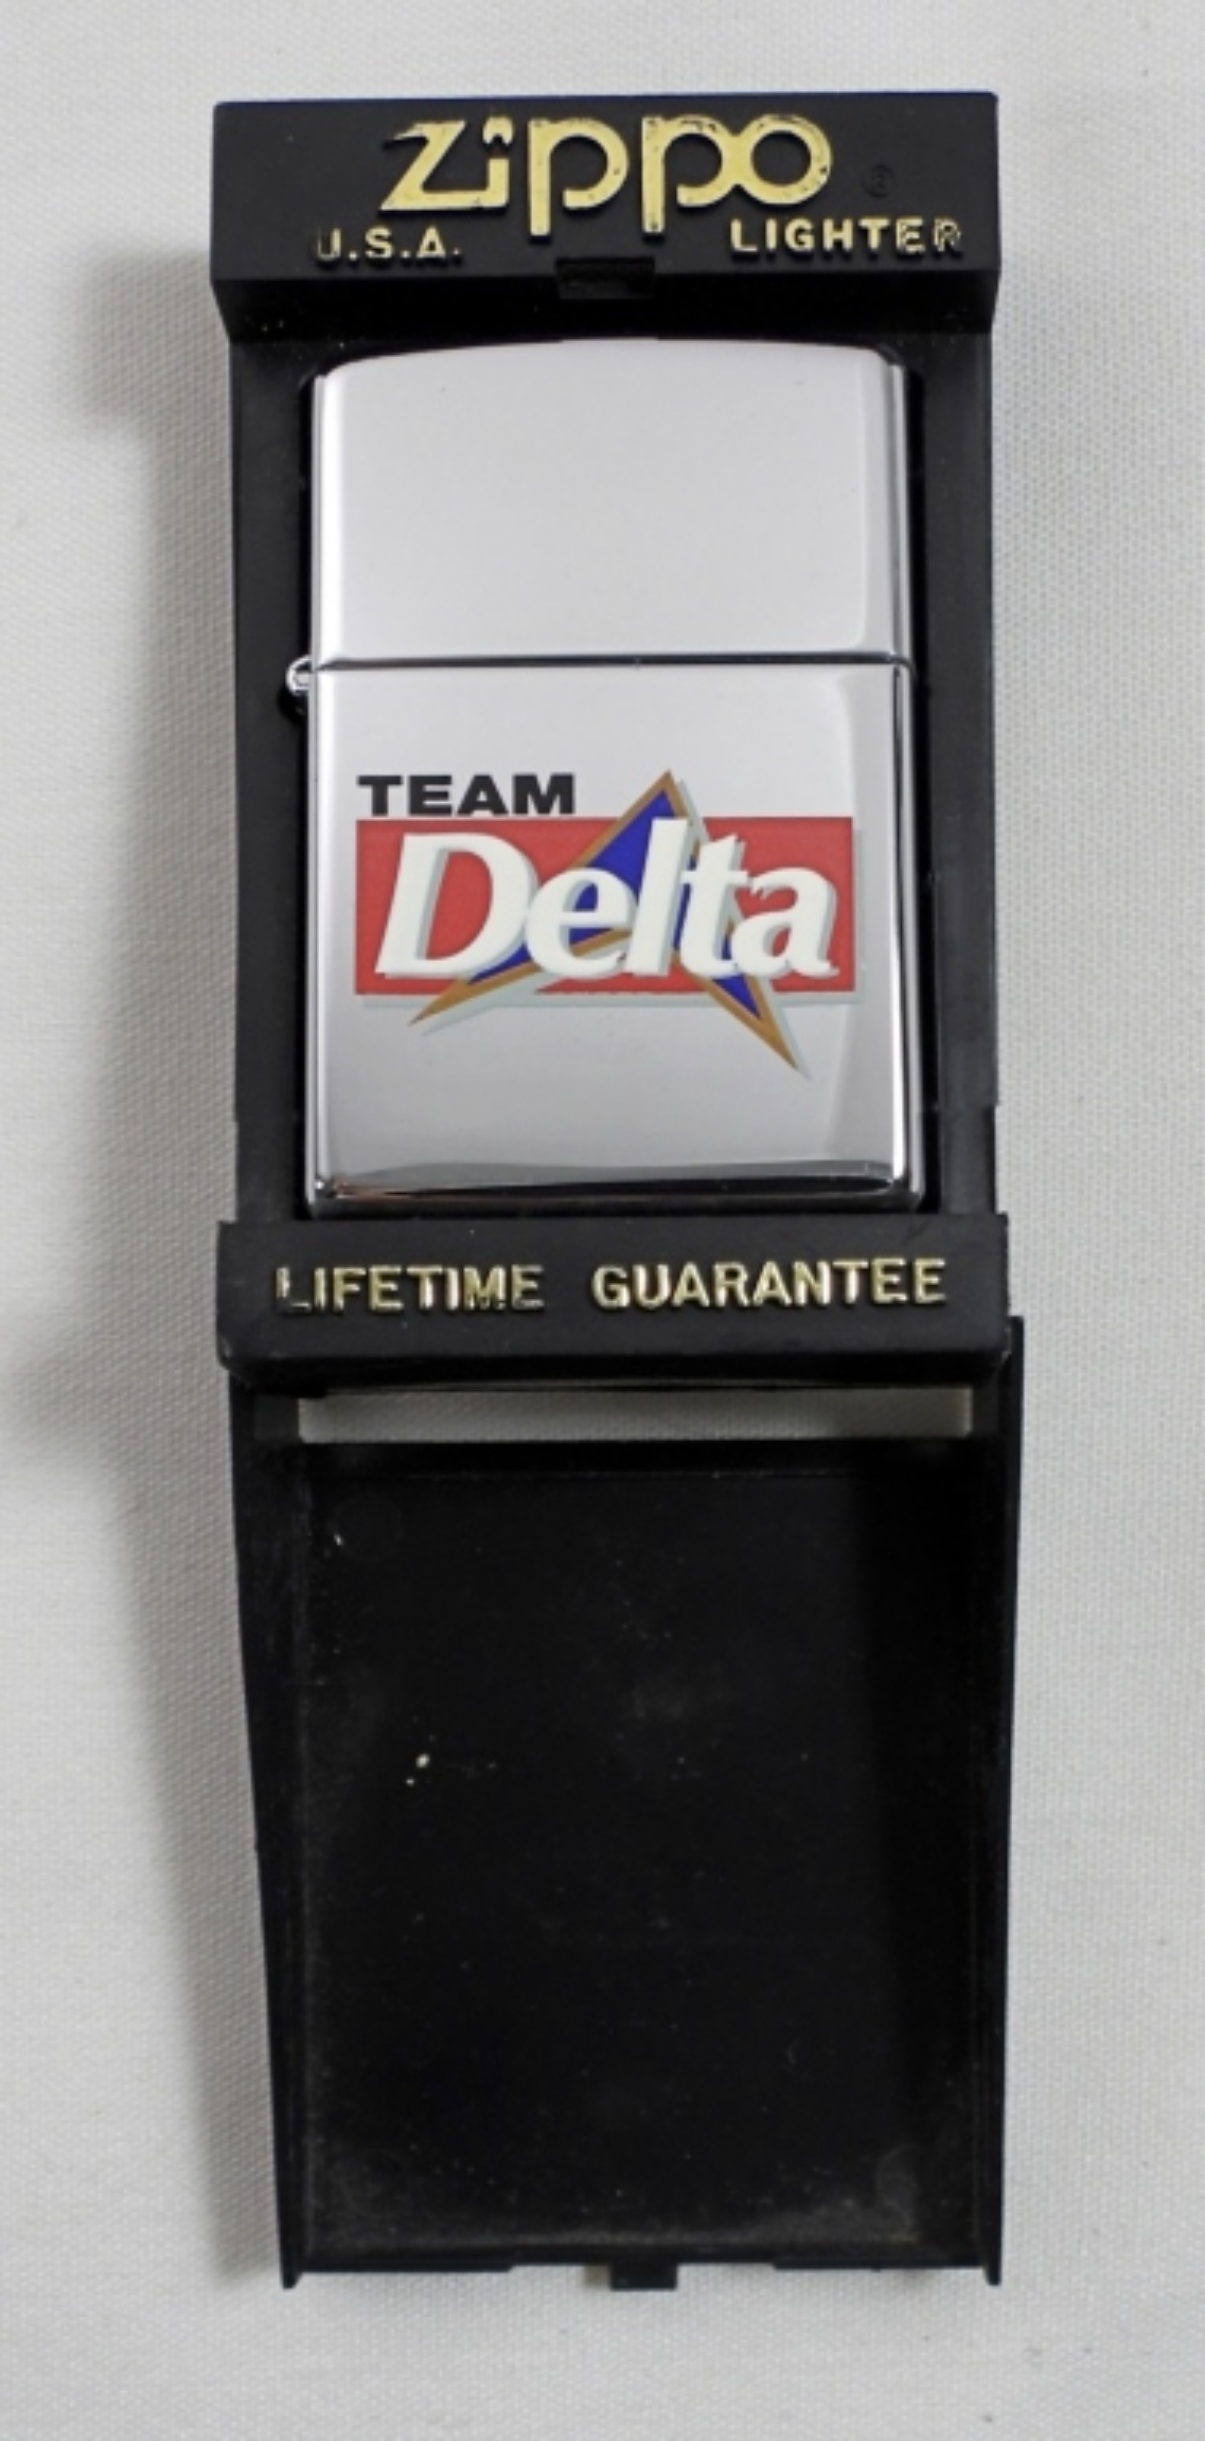 Zippo ®
U.S.A. LIGHTER
TEAM
Delta
LIFETIME GUARANTEE